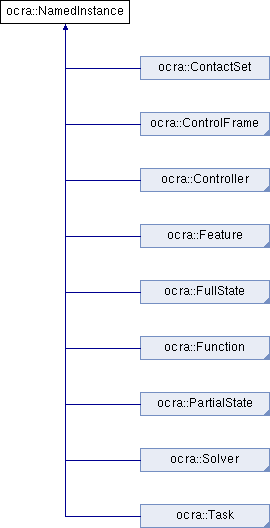 ocra::NamedInstance
ocra::ContactSet
ocra::ControlFrame
ocra::Controller
ocra::Feature
ocra::FullState
ocra::Function
ocra::PartialState
ocra::Solver
ocra::Task